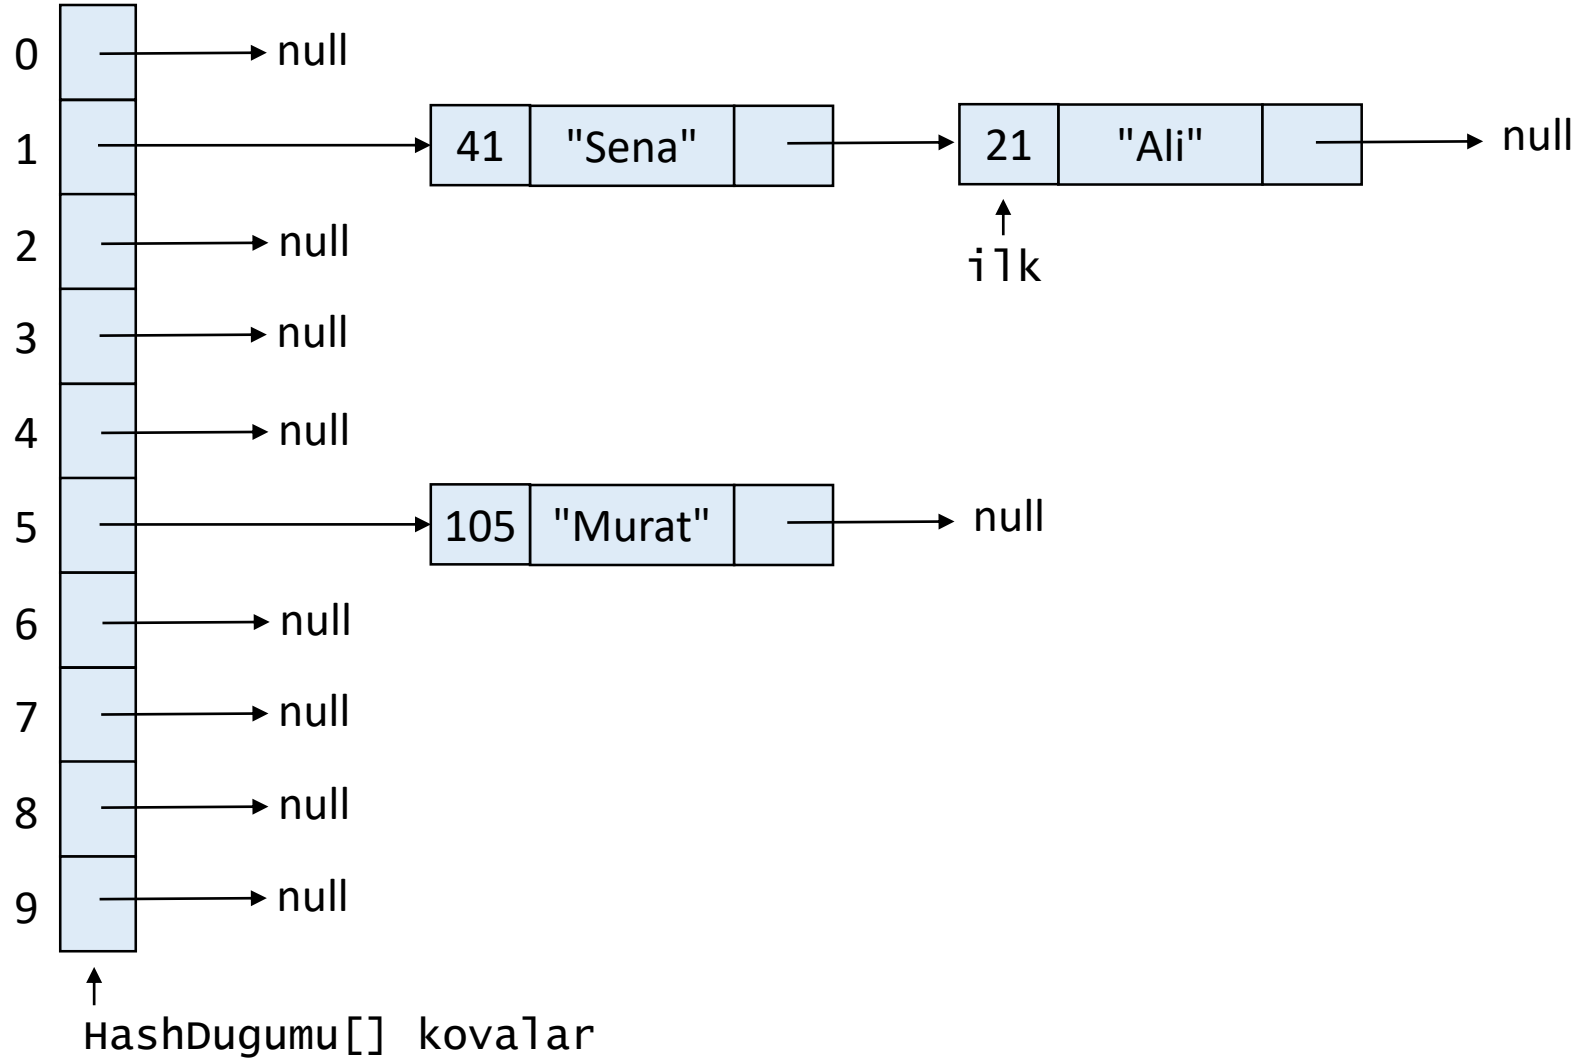 0 null
1 41 "Sena" 21 "Ali" null
2 null
ilk
3 null
4 null
5 105 "Murat" null
6 null
7 null
8 null
9 null
HashDugumu[] kovalar